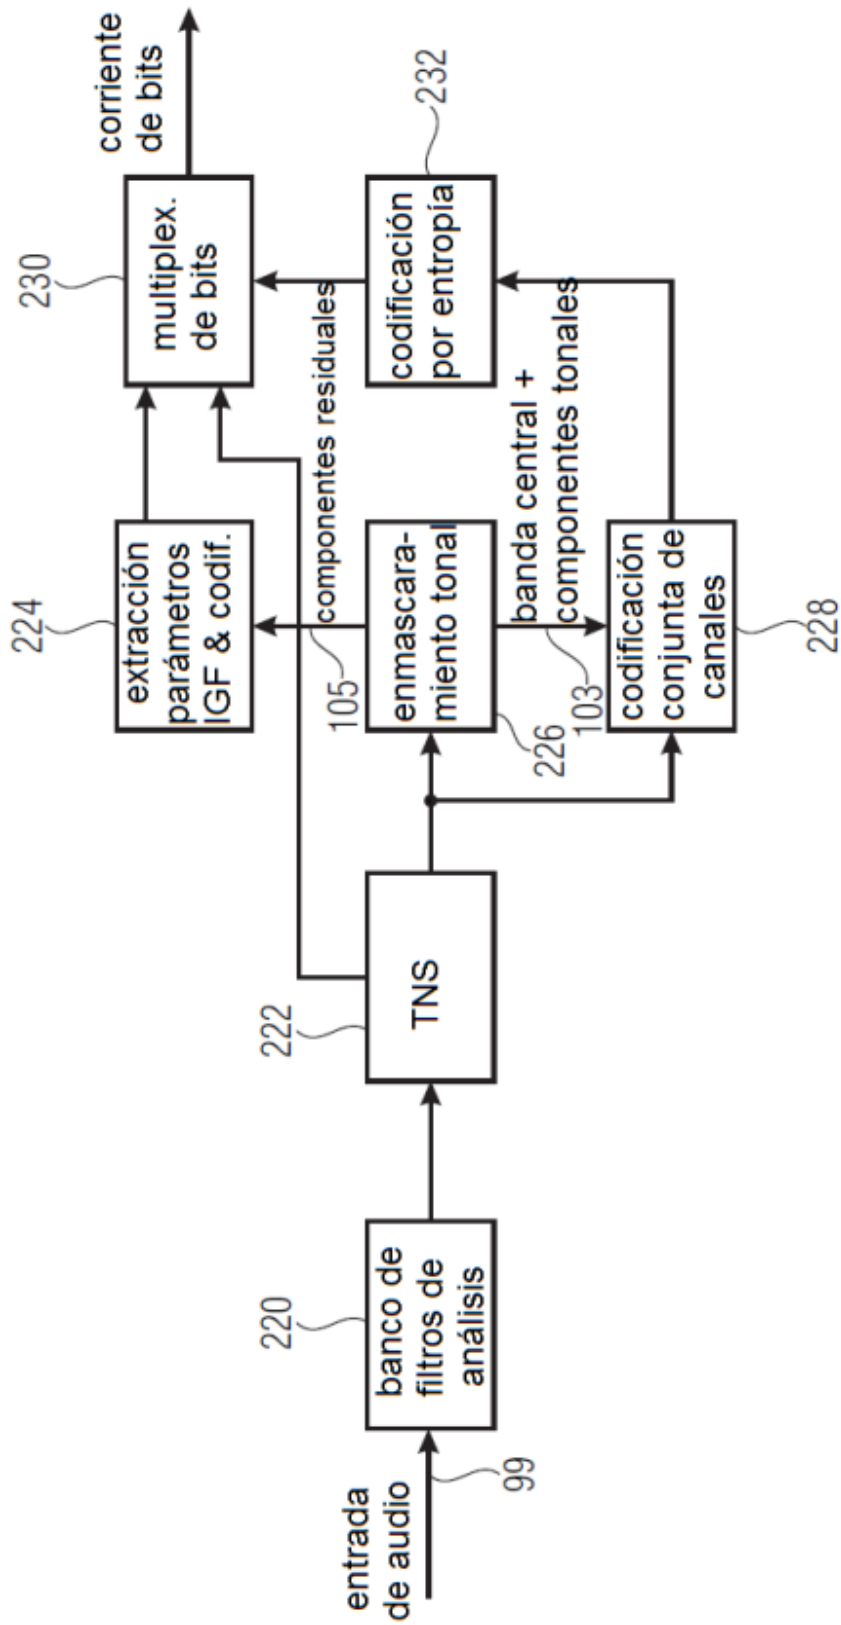 entrada
de audio
99
220
banco de
filtros de
análisis
222
TNS
224
extracción
parámetros
IGF & codif.
105
componentes residuales
enmascara-
miento tonal
226
103
banda central +
componentes tonales
codificación
conjunta de
canales
228
230
multiplex.
de bits
codificación
por entropía
232
corriente
de bits